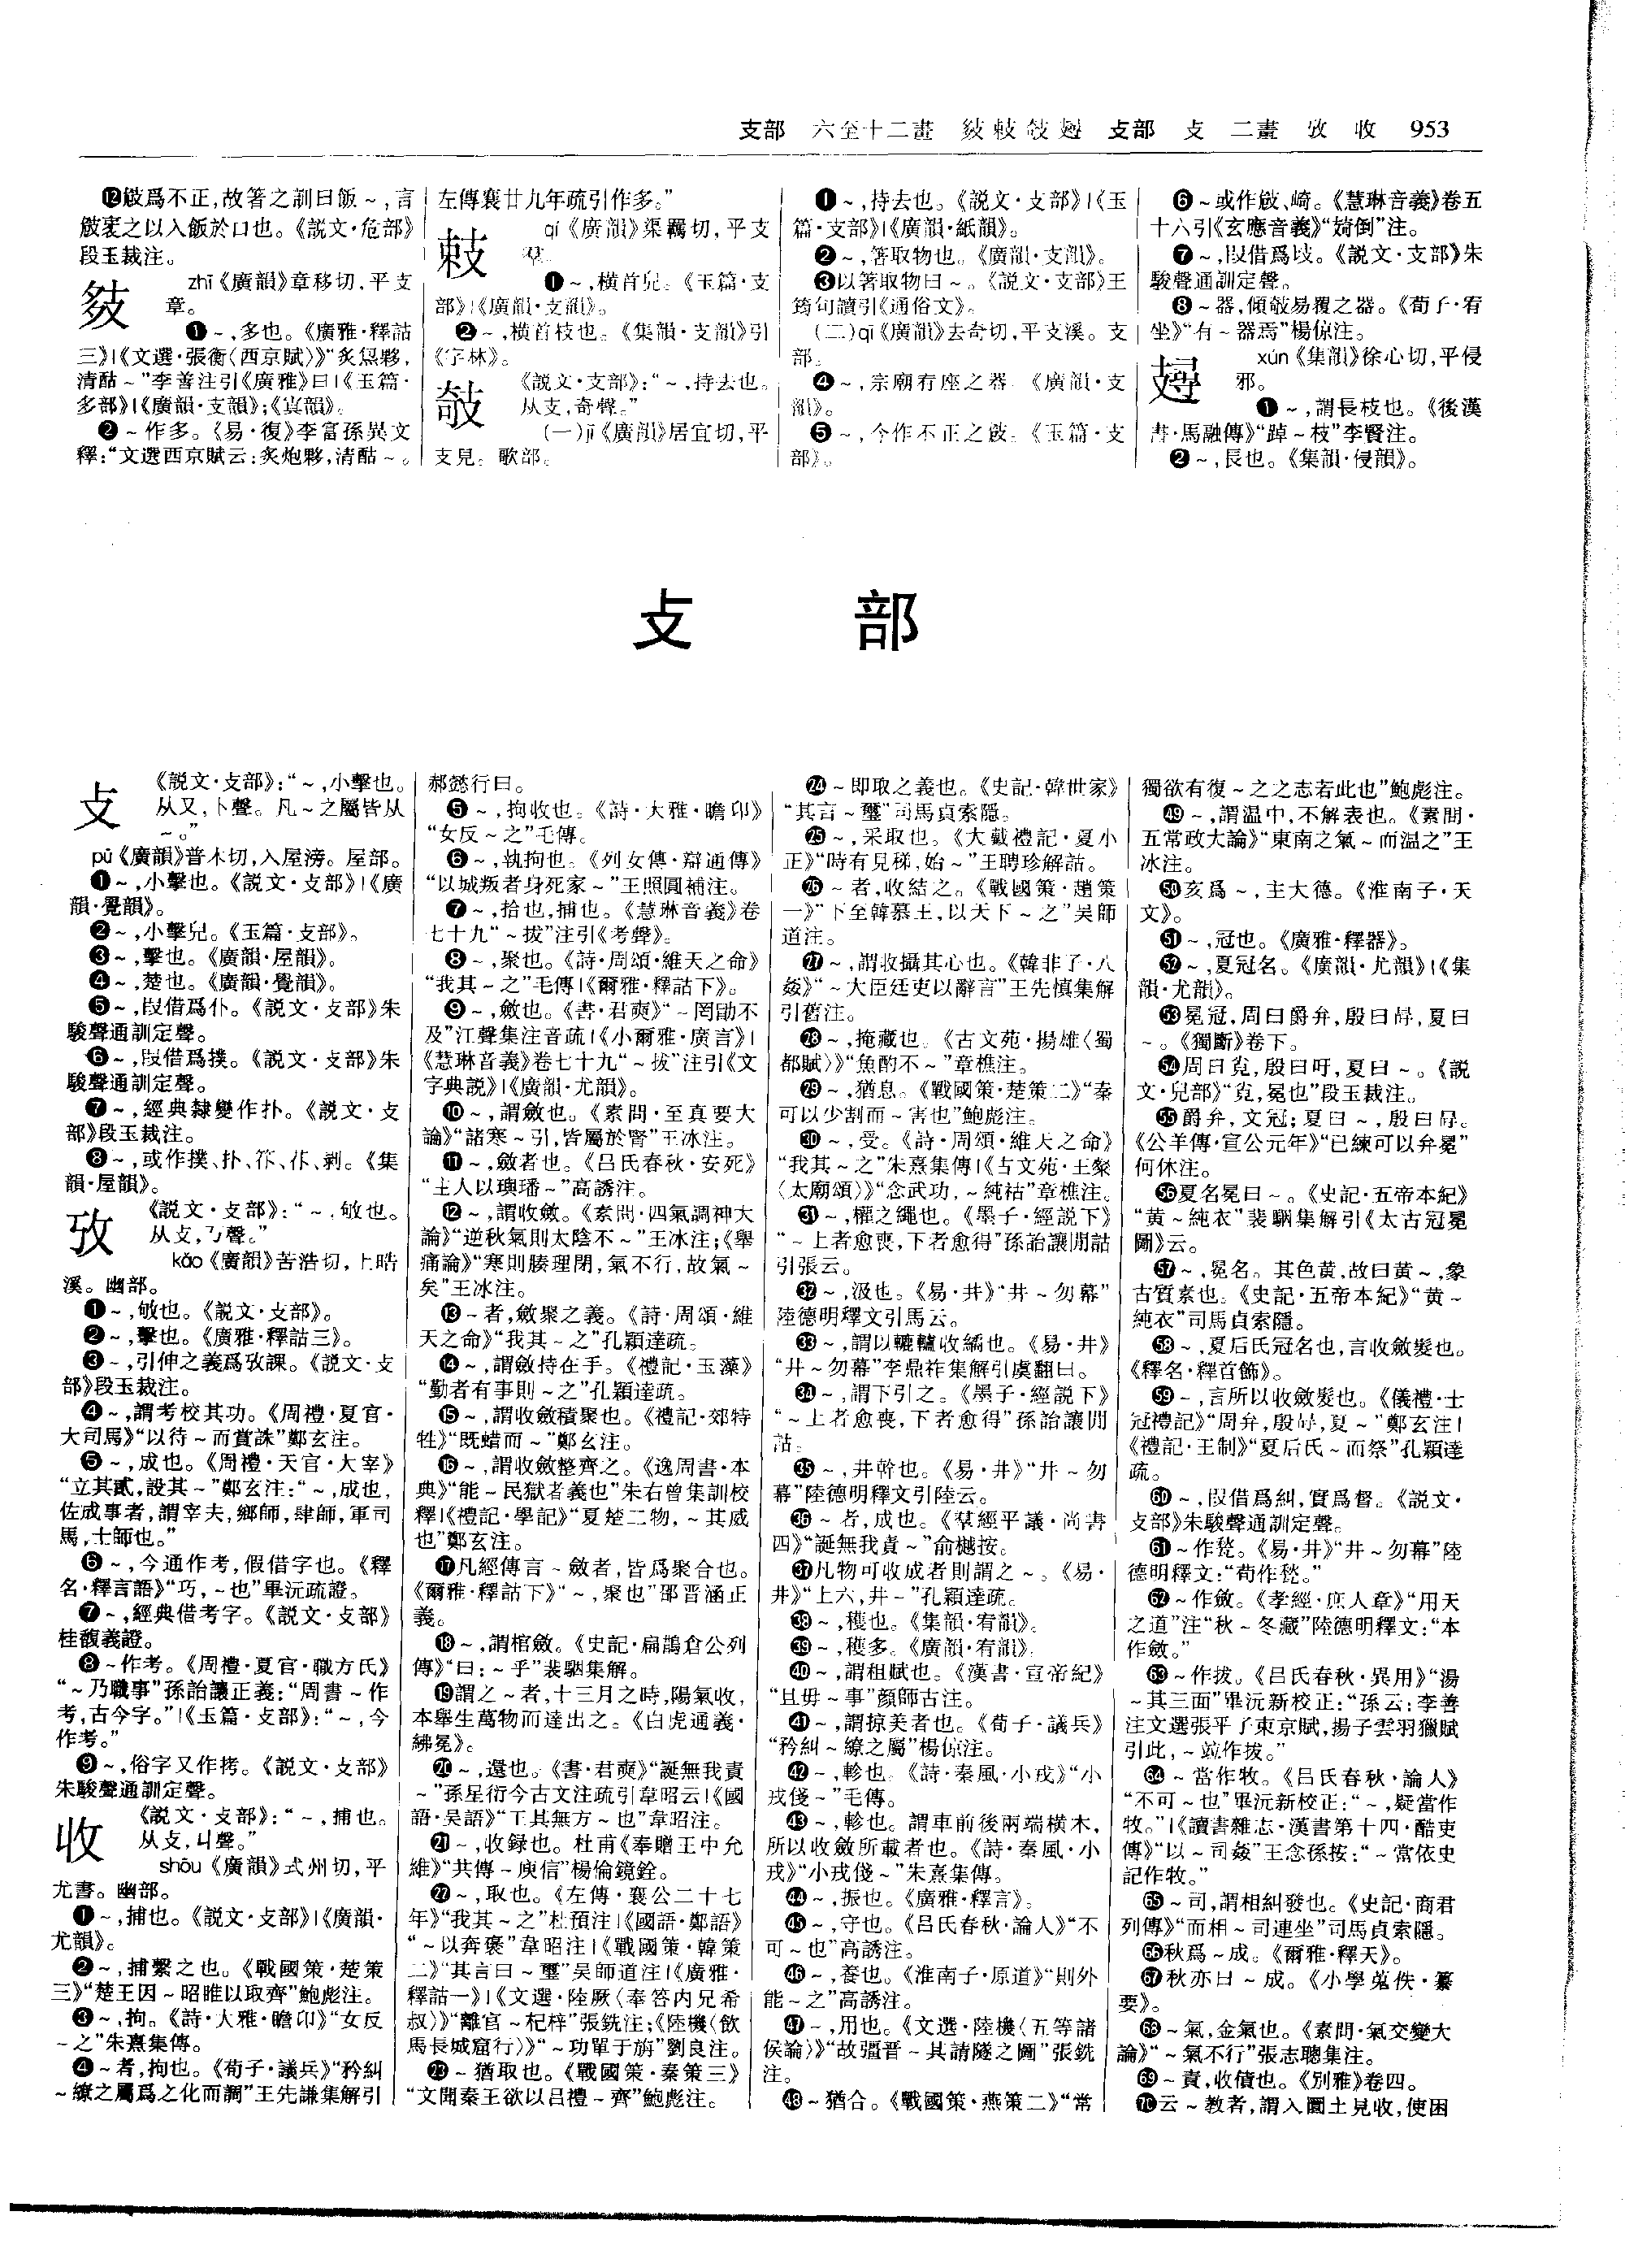 支部 六至十二畫 䇓攱攲 支部 攴 二畫 攷 收 953
⓬攲爲不正,故箸之訓曰飯~,言
攲衺之以入飯於口也。《説文·危部》
段玉裁注。
zhī《廣韻》章移切,平支
章。
❶~,多也。《廣雅·釋詁
三》|《文選·張衡〈西京賦〉》“炙炰夥,
清酤~”李善注引《廣雅》曰|《玉篇·
多部》|《廣韻·支韻》;《寘韻》。
❷~作多。《易·復》李富孫異文
釋:“文選西京賦云:炙炮夥,清酤~。
左傳襄廿九年疏引作多。”
qí《廣韻》渠羈切,平支
羣。
❶~,横首皃。《玉篇·支
部》|《廣韻·支韻》。
❷~,横首枝也。《集韻·支韻》引
《字林》。
攲
《説文·支部》:“~,持去也。
从支,奇聲。”
(一)jī《廣韻》居宜切,平
支見。歌部。
❶~,持去也。《説文·支部》|《玉
篇·支部》|《廣韻·紙韻》。
❷~,箸取物也。《廣韻·支韻》。
❸以箸取物曰~。《説文·支部》王
筠句讀引《通俗文》。
(二)qī《廣韻》去奇切,平支溪。支
部。
❹~,宗廟宥座之器。《廣韻·支
韻》。
❺~,今作不正之攲。《玉篇·支
部》。
❻~或作攲、崎。《慧琳音義》卷五
十六引《玄應音義》“攲倒”注。
❼~,叚借爲攱。《説文·支部》朱
駿聲通訓定聲。
❽~器,傾攲易覆之器。《荀子·宥
坐》“有~器焉”楊倞注。
xún《集韻》徐心切,平侵
邪。
❶~,謂長枝也。《後漢
書·馬融傳》“踔~枝”李賢注。
❷~,長也。《集韻·侵韻》。
攴 部
攴
《説文·攴部》:“~,小擊也。
从又,卜聲。凡~之屬皆从
~。”
pū《廣韻》普木切,入屋滂。屋部。
❶~,小擊也。《説文·攴部》|《廣
韻·覺韻》。
❷~,小擊皃。《玉篇·攴部》。
❸~,擊也。《廣韻·屋韻》。
❹~,楚也。《廣韻·覺韻》。
❺~,叚借爲仆。《説文·攴部》朱
駿聲通訓定聲。
❻~,叚借爲撲。《説文·攴部》朱
駿聲通訓定聲。
❼~,經典隸變作扑。《説文·攴
部》段玉裁注。
❽~,或作撲、扑、剥。《集
韻·屋韻》。
攷
《説文·攴部》:“~,敂也。
从攴,丂聲。”
kǎo《廣韻》苦浩切,上晧
溪。幽部。
❶~,敂也。《説文·攴部》。
❷~,擊也。《廣雅·釋詁三》。
❸~,引伸之義爲攷課。《説文·攴
部》段玉裁注。
❹~,謂考校其功。《周禮·夏官·
大司馬》“以待~而賞誅”鄭玄注。
❺~,成也。《周禮·天官·大宰》
“立其貳,設其~”鄭玄注:“~,成也,
佐成事者,謂宰夫,鄉師,肆師,軍司
馬,士師也。”
❻~,今通作考,假借字也。《釋
名·釋言語》“巧,~也”畢沅疏證。
❼~,經典借考字。《説文·攴部》
桂馥義證。
❽~作考。《周禮·夏官·職方氏》
“~乃職事”孫詒讓正義:“周書~作
考,古今字。”|《玉篇·攴部》:“~,今
作考。”
❾~,俗字又作拷。《説文·攴部》
朱駿聲通訓定聲。
收
《説文·攴部》:“~,捕也。
从攴,丩聲。”
shōu《廣韻》式州切,平
尤書。幽部。
❶~,捕也。《説文·攴部》|《廣韻·
尤韻》。
❷~,捕繫之也。《戰國策·楚策
三》“楚王因~昭睢以取齊”鮑彪注。
❸~,拘。《詩·大雅·瞻卬》“女反
~之”朱熹集傳。
❹~者,拘也。《荀子·議兵》“矜糾
~繚之屬爲之化而調”王先謙集解引
郝懿行曰。
❺~,拘收也。《詩·大雅·瞻卬》
“女反~之”毛傳。
❻~,執拘也。《列女傳·辯通傳》
“以城叛者身死家~”王照圓補注。
❼~,拾也,捕也。《慧琳音義》卷
七十九“~拔”注引《考聲》。
❽~,聚也。《詩·周頌·維天之命》
“我其~之”毛傳|《爾雅·釋詁下》。
❾~,斂也。《書·君奭》“~罔勖不
及”江聲集注音疏|《小爾雅·廣言》|
《慧琳音義》卷七十九“~拔”注引《文
字典説》|《廣韻·尤韻》。
❿~,謂斂也。《素問·至真要大
論》“諸寒~引,皆屬於腎”王冰注。
⓫~,斂者也。《吕氏春秋·安死》
“主人以璵璠~”高誘注。
⓬~,謂收斂。《素問·四氣調神大
論》“逆秋氣則太陰不~”王冰注;《舉
痛論》“寒則腠理閉,氣不行,故氣~
矣”王冰注。
⓭~者,斂聚之義。《詩·周頌·維
天之命》“我其~之”孔穎達疏。
⓮~,謂斂持在手。《禮記·玉藻》
“勤者有事則~之”孔穎達疏。
⓯~,謂收斂積聚也。《禮記·郊特
牲》“既蜡而~”鄭玄注。
⓰~,謂收斂整齊之。《逸周書·本
典》“能~民獄者義也”朱右曾集訓校
釋|《禮記·學記》“夏楚二物,~其威
也”鄭玄注。
⓱凡經傳言~斂者,皆爲聚合也。
《爾雅·釋詁下》“~,聚也”邵晋涵正
義。
⓲~,謂棺斂。《史記·扁鵲倉公列
傳》“曰:~乎”裴駰集解。
⓳謂之~者,十三月之時,陽氣收,
本舉生萬物而達出之。《白虎通義·
紼冕》。
⓴~,還也。《書·君奭》“誕無我責
~”孫星衍今古文注疏引韋昭云|《國
語·吴語》“王其無方~也”韋昭注。
㉑~,收録也。杜甫《奉贈王中允
維》“共傳~庾信”楊倫鏡銓。
㉒~,取也。《左傳·襄公二十七
年》“我其~之”杜預注|《國語·鄭語》
“~以奔褒”韋昭注|《戰國策·韓策
二》“其言曰~璽”吴師道注|《廣雅·
釋詁一》|《文選·陸厥〈奉答内兄希
叔〉》“離官~杞梓”張銑注;《陸機〈飲
馬長城窟行〉》“~功單于旃”劉良注。
㉓~猶取也。《戰國策·秦策三》
“文聞秦王欲以吕禮~齊”鮑彪注。
㉔~即取之義也。《史記·韓世家》
“其言~璽”司馬貞索隱。
㉕~,采取也。《大戴禮記·夏小
正》“時有見稊,始~”王聘珍解詁。
㉖~者,收結之。《戰國策·趙策
一》“下至韓慕王,以天下~之”吴師
道注。
㉗~,謂收攝其心也。《韓非子·八
姦》“~大臣廷吏以辭言”王先慎集解
引舊注。
㉘~,掩藏也。《古文苑·揚雄〈蜀
都賦〉》“魚酌不~”章樵注。
㉙~,猶息。《戰國策·楚策二》“秦
可以少割而~害也”鮑彪注。
㉚~,受。《詩·周頌·維天之命》
“我其~之”朱熹集傳|《古文苑·王粲
〈太廟頌〉》“念武功,~純祜”章樵注。
㉛~,權之繩也。《墨子·經説下》
“~上者愈喪,下者愈得”孫詒讓閒詁
引張云。
㉜~,汲也。《易·井》“井~勿幕”
陸德明釋文引馬云。
㉝~,謂以轆轤收繘也。《易·井》
“井~勿幕”李鼎祚集解引虞翻曰。
㉞~,謂下引之。《墨子·經説下》
“~上者愈喪,下者愈得”孫詒讓閒
詁。
㉟~,井幹也。《易·井》“井~勿
幕”陸德明釋文引陸云。
㊱~者,成也。《羣經平議·尚書
四》“誕無我責~”俞樾按。
㊲凡物可收成者則謂之~。《易·
井》“上六,井~”孔穎達疏。
㊳~,穫也。《集韻·宥韻》。
㊴~,穫多。《廣韻·宥韻》。
㊵~,謂租賦也。《漢書·宣帝紀》
“且毋~事”顔師古注。
㊶~,謂掠美者也。《荀子·議兵》
“矜糾~繚之屬”楊倞注。
㊷~,軫也。《詩·秦風·小戎》“小
戎俴~”毛傳。
㊸~,軫也。謂車前後兩端横木,
所以收斂所載者也。《詩·秦風·小
戎》“小戎俴~”朱熹集傳。
㊹~,振也。《廣雅·釋言》。
㊺~,守也。《吕氏春秋·論人》“不
可~也”高誘注。
㊻~,養也。《淮南子·原道》“則外
能~之”高誘注。
㊼~,用也。《文選·陸機〈五等諸
侯論〉》“故彊晋~其請隧之圖”張銑
注。
㊽~猶合。《戰國策·燕策二》“常
獨欲有復~之之志若此也”鮑彪注。
㊾~,謂温中,不解表也。《素問·
五常政大論》“東南之氣~而温之”王
冰注。
㊿亥爲~,主大德。《淮南子·天
文》。
51~,冠也。《廣雅·釋器》。
52~,夏冠名。《廣韻·尤韻》|《集
韻·尤韻》。
53冕冠,周曰爵弁,殷曰冔,夏曰
~。《獨斷》卷下。
54周曰覍,殷曰吁,夏曰~。《説
文·皃部》“覍,冕也”段玉裁注。
55爵弁,文冠;夏曰~,殷曰冔。
《公羊傳·宣公元年》“已練可以弁冕”
何休注。
56夏名冕曰~。《史記·五帝本紀》
“黄~純衣”裴駰集解引《太古冠冕
圖》云。
57~,冕名。其色黄,故曰黄~,象
古質素也。《史記·五帝本紀》“黄~
純衣”司馬貞索隱。
58~,夏后氏冠名也,言收斂髮也。
《釋名·釋首飾》。
59~,言所以收斂髮也。《儀禮·士
冠禮記》“周弁,殷冔,夏~”鄭玄注|
《禮記·王制》“夏后氏~而祭”孔穎達
疏。
60~,叚借爲糾,實爲督。《説文·
攴部》朱駿聲通訓定聲。
61~作甃。《易·井》“井~勿幕”陸
德明釋文:“荀作甃。”
62~作斂。《孝經·庶人章》“用天
之道”注“秋~冬藏”陸德明釋文:“本
作斂。”
63~作拔。《吕氏春秋·異用》“湯
~其三面”畢沅新校正:“孫云:李善
注文選張平子東京賦,揚子雲羽獵賦
引此,~竝作拔。”
64~當作牧。《吕氏春秋·論人》
“不可~也”畢沅新校正:“~,疑當作
牧。”|《讀書雜志·漢書第十四·酷吏
傳》“以~司姦”王念孫按:“~當依史
記作牧。”
65~司,謂相糾發也。《史記·商君
列傳》“而相~司連坐”司馬貞索隱。
66秋爲~成。《爾雅·釋天》。
67秋亦曰~成。《小學蒐佚·纂
要》。
68~氣,金氣也。《素問·氣交變大
論》“~氣不行”張志聰集注。
69~責,收債也。《别雅》卷四。
70云~教者,謂入圜土見收,使困